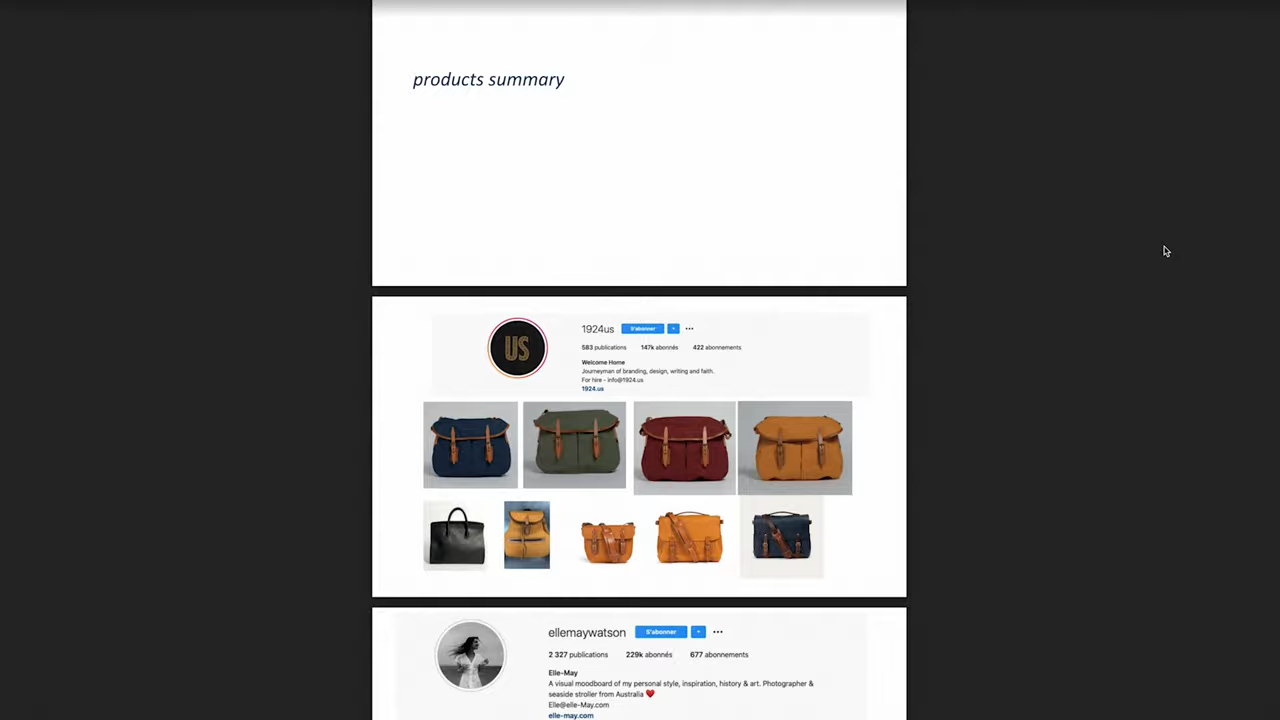 products summary
US
1924us S'abonner
583 publications 147k abonnés 422 abonnements
Welcome Home
Journeyman of branding, design, writing and faith.
For hire - info@1924.us
1924.us
ellemaywatson S'abonner
2 327 publications 229k abonnés 677 abonnements
Elle-May
A visual moodboard of my personal style, inspiration, history & art. Photographer &
seaside stroller from Australia ❤️
Elle@elle-May.com
elle-may.com